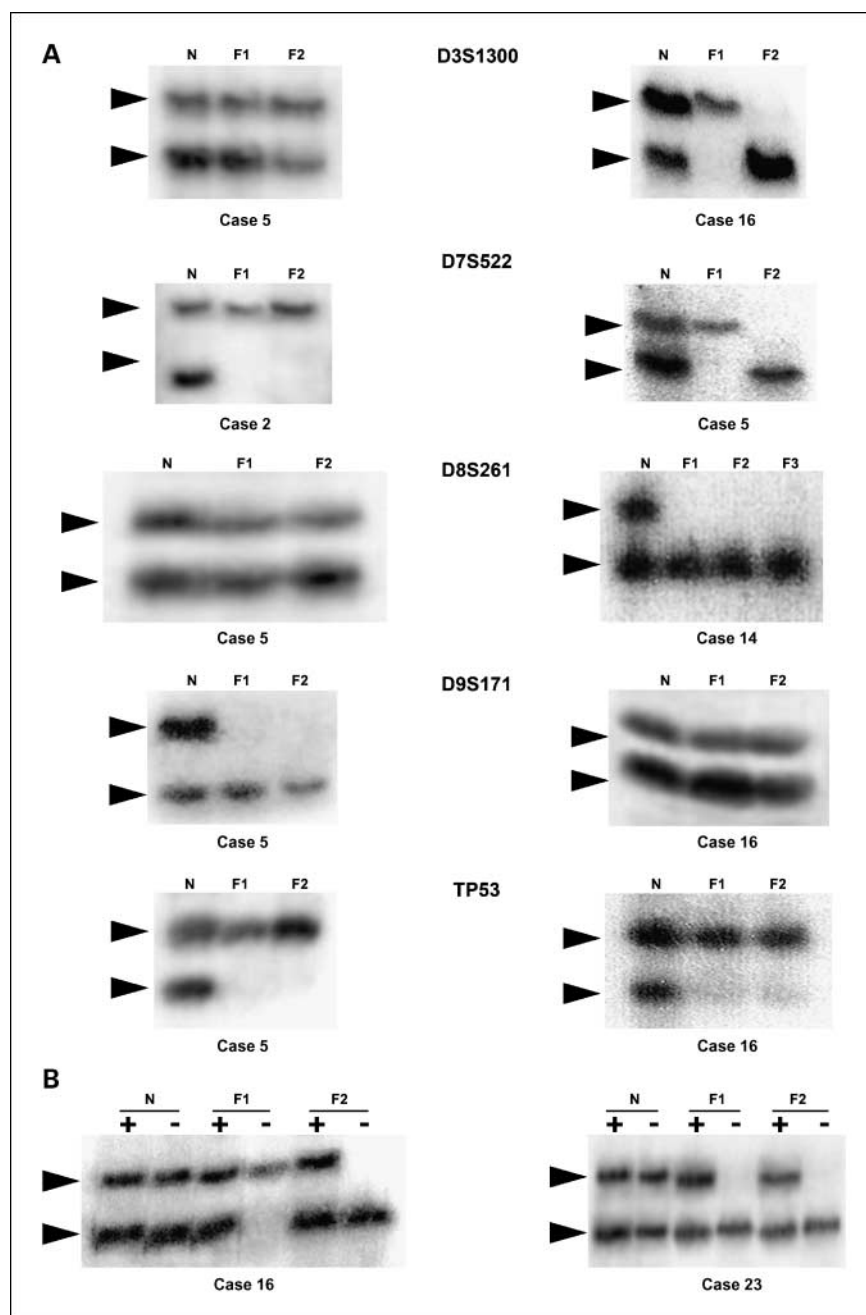 A
D3S1300
N F1 F2
N F1 F2
Case 5
Case 16
D7S522
N F1 F2
N F1 F2
Case 2
Case 5
D8S261
N F1 F2
N F1 F2 F3
Case 5
Case 14
D9S171
N F1 F2
N F1 F2
Case 5
Case 16
TP53
N F1 F2
N F1 F2
Case 5
Case 16
B
N F1 F2
+ - + - + -
N F1 F2
+ - + - + -
Case 16
Case 23